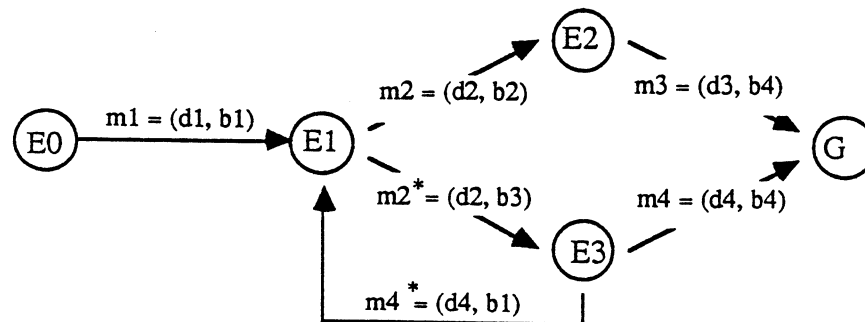 E0
m1 = (d1, b1)
E1
m2 = (d2, b2)
E2
m3 = (d3, b4)
G
m2* = (d2, b3)
E3
m4 = (d4, b4)
m4* = (d4, b1)